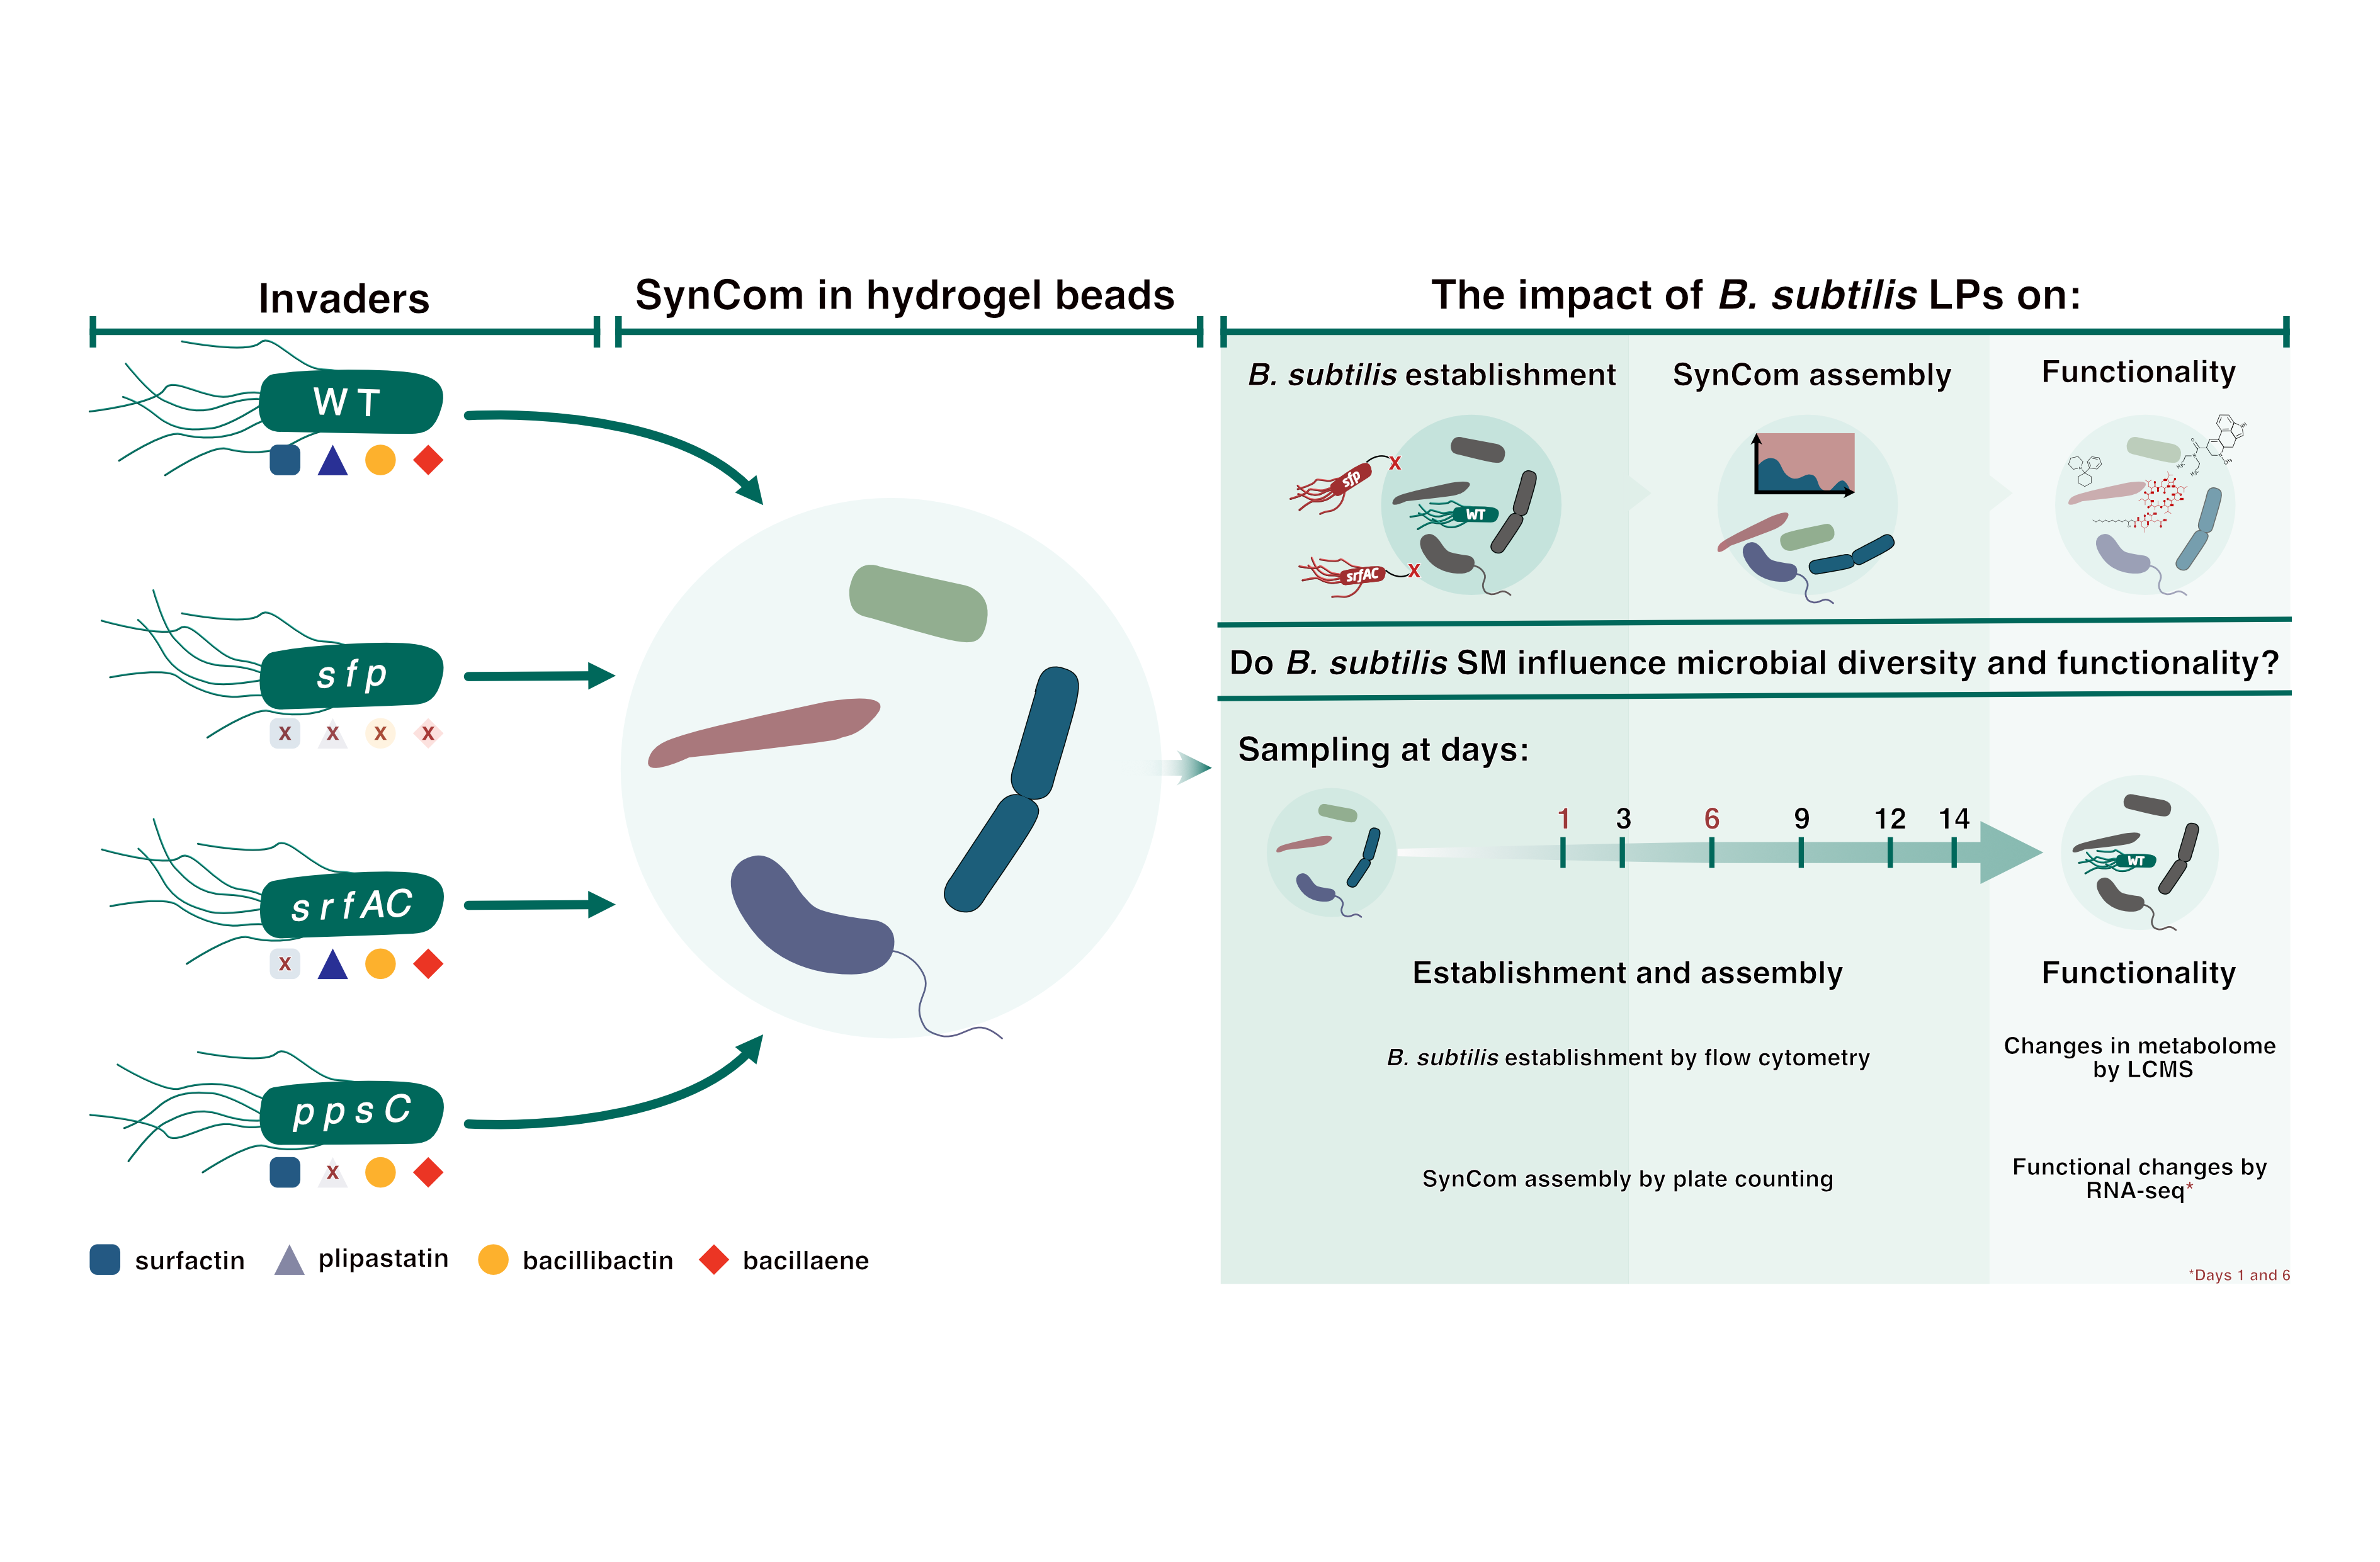 Invaders
SynCom in hydrogel beads
The impact of B. subtilis LPs on:
WT
sfp
x x x x
srfAC
x
ppsC
x
surfactin
plipastatin
bacillibactin
bacillaene
B. subtilis establishment
SynCom assembly
Functionality
sfp
X
WT
srfAC
X
Do B. subtilis SM influence microbial diversity and functionality?
Sampling at days:
1 3 6 9 12 14
WT
Establishment and assembly
Functionality
B. subtilis establishment by flow cytometry
Changes in metabolome
by LCMS
SynCom assembly by plate counting
Functional changes by
RNA-seq*
*Days 1 and 6